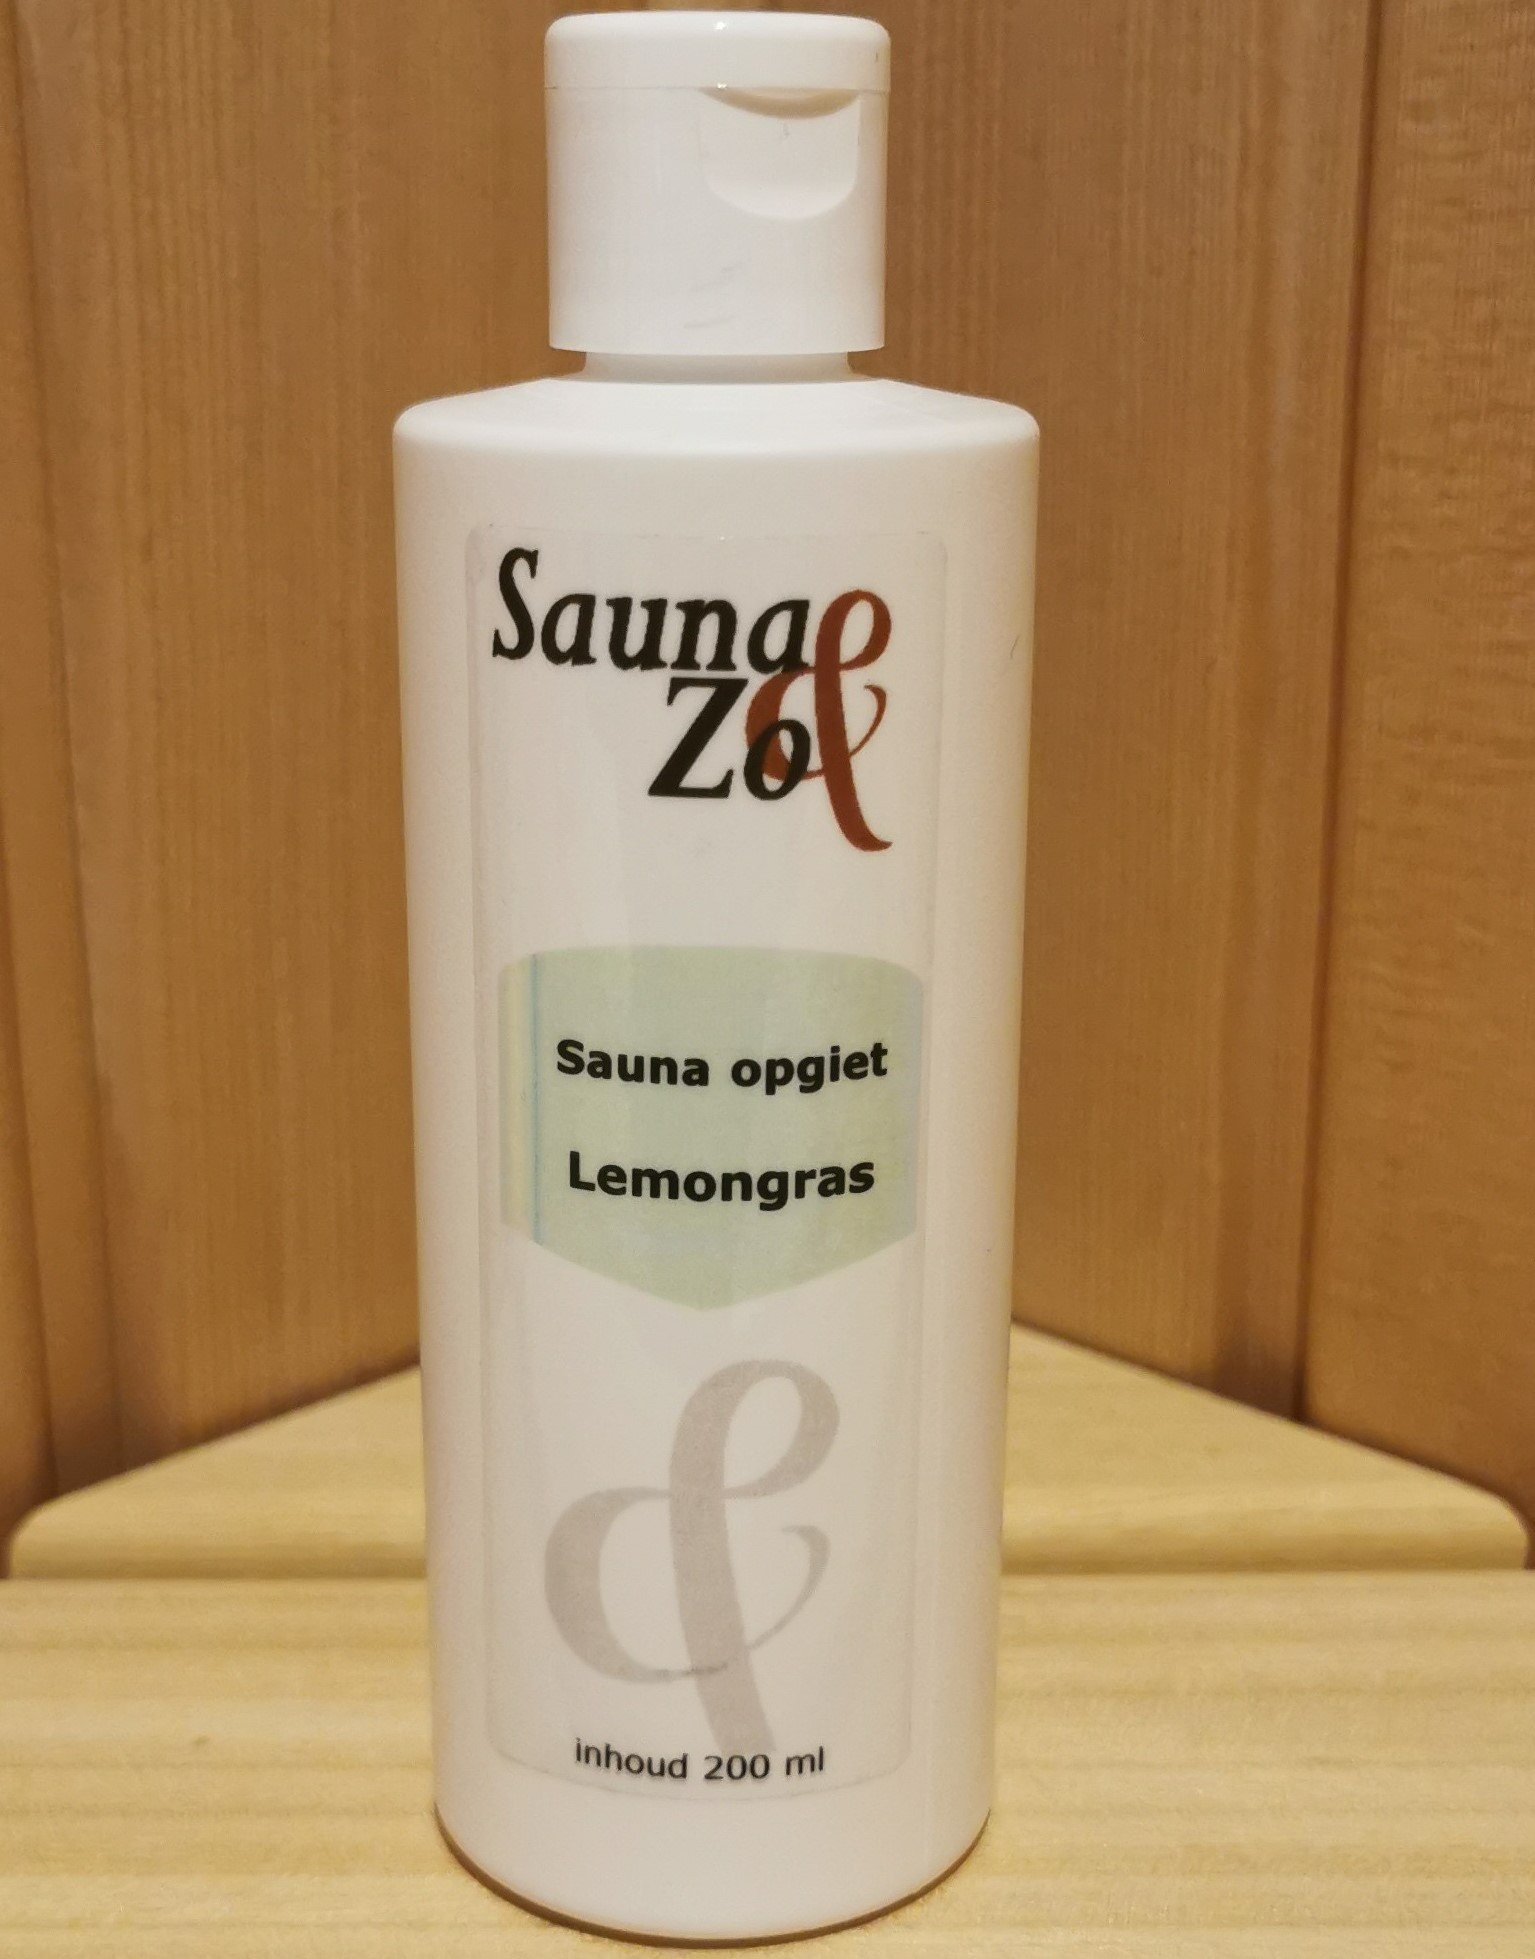 Sauna &
Zo
Sauna opgiet
Lemongras
&
inhoud 200 ml